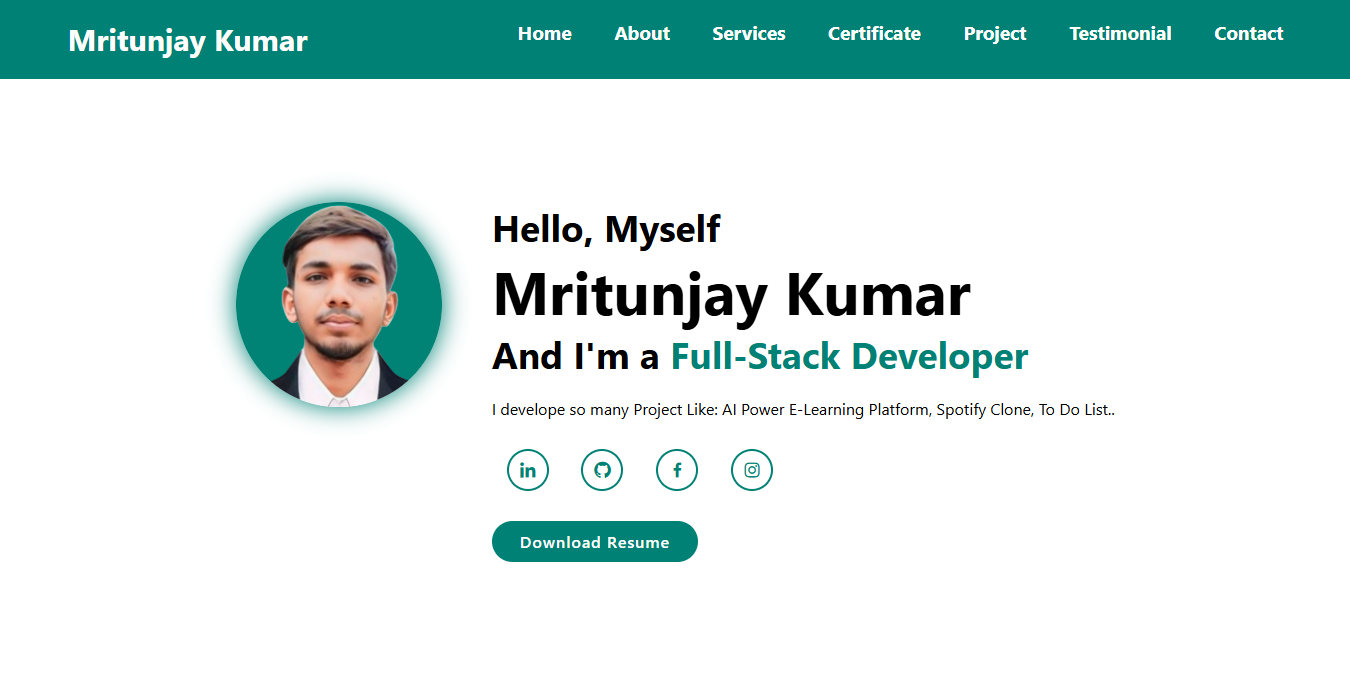 Mritunjay Kumar
Home About Services Certificate Project Testimonial Contact
Hello, Myself
Mritunjay Kumar
And I'm a Full-Stack Developer
I develope so many Project Like: AI Power E-Learning Platform, Spotify Clone, To Do List..
Download Resume